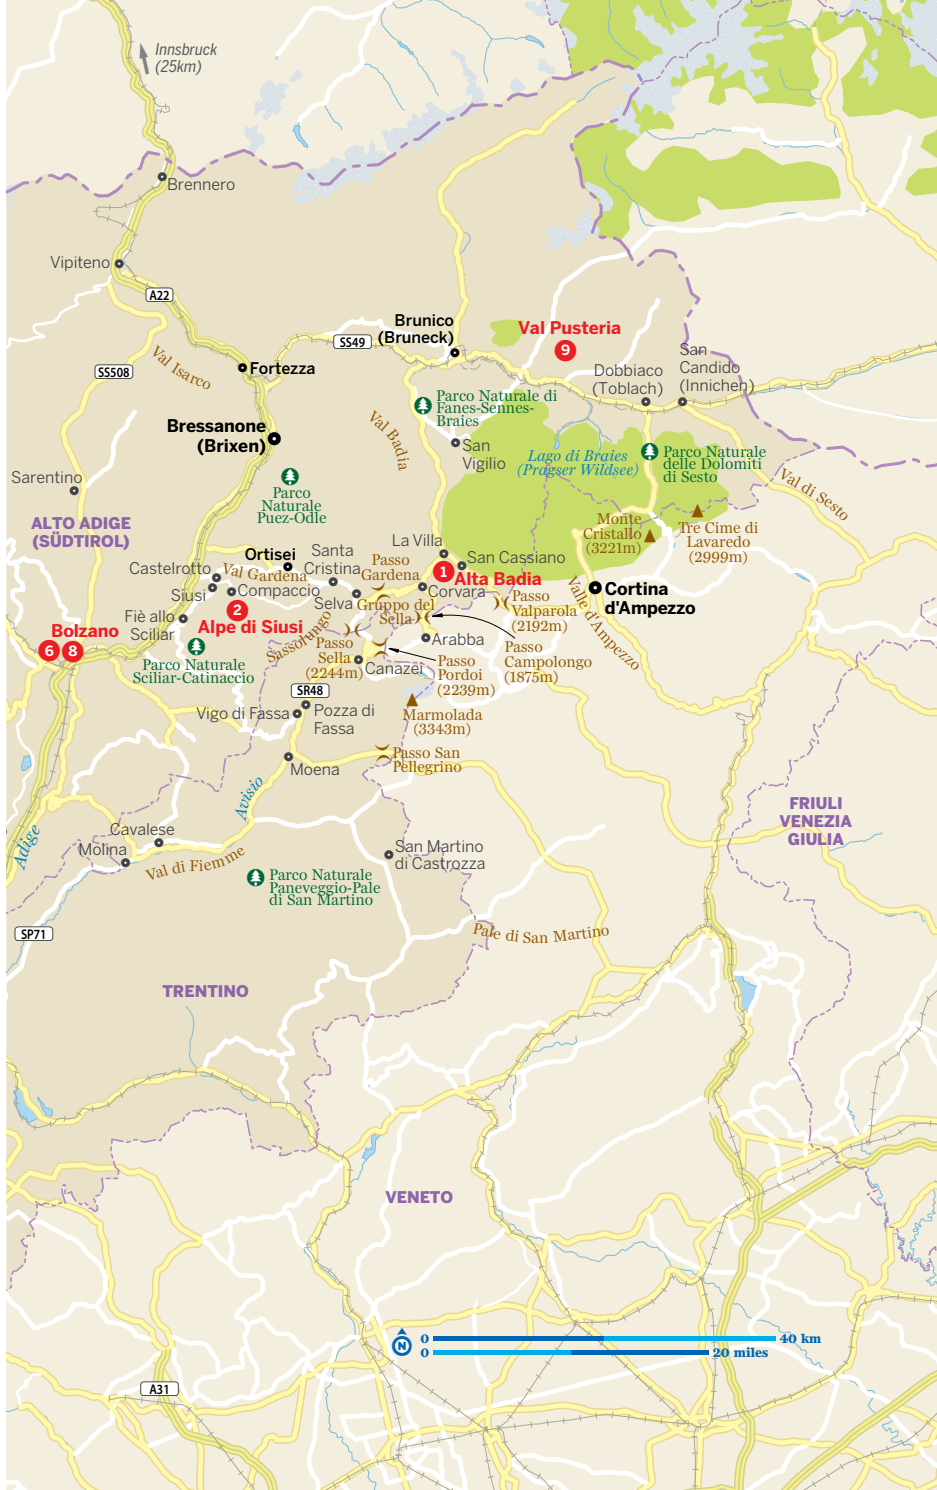 Innsbruck
(25km)
Brennero
Vipiteno
A22
Brunico
(Bruneck)
Val Pusteria
9
SS49
San
Candido
(Innichen)
Dobbiaco
(Toblach)
Val Isarco
SS508
Fortezza
Parco Naturale di
Fanes-Sennes-
Braies
Bressanone
(Brixen)
Val Badia
San
Vigilio
Lago di Braies
(Pragser Wildsee)
Parco Naturale
delle Dolomiti
di Sesto
Val di Sesto
Sarentino
Parco
Naturale
Puez-Odle
ALTO ADIGE
(SÜDTIROL)
Monte
Cristallo
(3221m)
Tre Cime di
Lavaredo
(2999m)
La Villa
Ortisei
Santa
Cristina
Passo
Gardena
San Cassiano
1
Alta Badia
Castelrotto
Val Gardena
Siusi
Compaccio
Corvara
Selva
Gruppo del
Sella
Passo
Valparola
(2192m)
Cortina
d'Ampezzo
Valle d'Ampezzo
2
Alpe di Siusi
Fiè allo
Sciliar
Bolzano
6
8
Sassolungo
Arabba
Passo
Sella
(2244m)
Passo
Campolongo
(1875m)
Parco Naturale
Sciliar-Catinaccio
Canazei
Passo
Pordoi
(2239m)
SR48
Vigo di Fassa
Pozza di
Fassa
Marmolada
(3343m)
Moena
Passo San
Pellegrino
Avisio
Adige
FRIULI
VENEZIA
GIULIA
Cavalese
Molina
Val di Fiemme
San Martino
di Castrozza
Parco Naturale
Paneveggio-Pale
di San Martino
SP71
Pale di San Martino
TRENTINO
VENETO
N
0
40 km
0
20 miles
A31